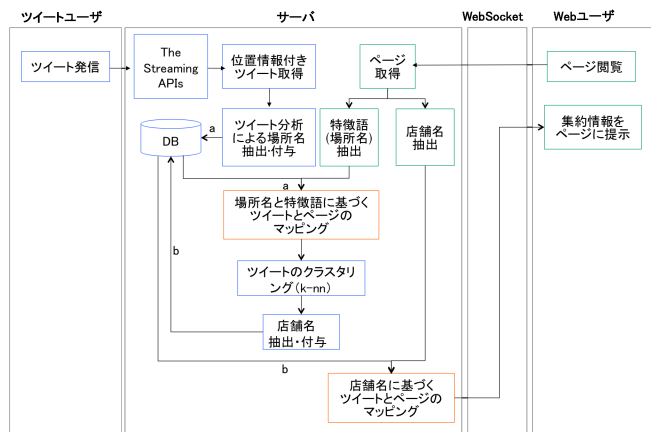 ツイートユーザ
サーバ
WebSocket
Webユーザ
ツイート発信
The
Streaming
APIs
位置情報付き
ツイート取得
ページ
取得
ページ閲覧
DB
a
ツイート分析
による場所名
抽出・付与
特徴語
(場所名)
抽出
店舗名
抽出
集約情報を
ページに提示
a
場所名と特徴語に基づく
ツイートとページの
マッピング
b
ツイートのクラスタリ
ング(k-nn)
店舗名
抽出・付与
b
店舗名に基づく
ツイートとページの
マッピング